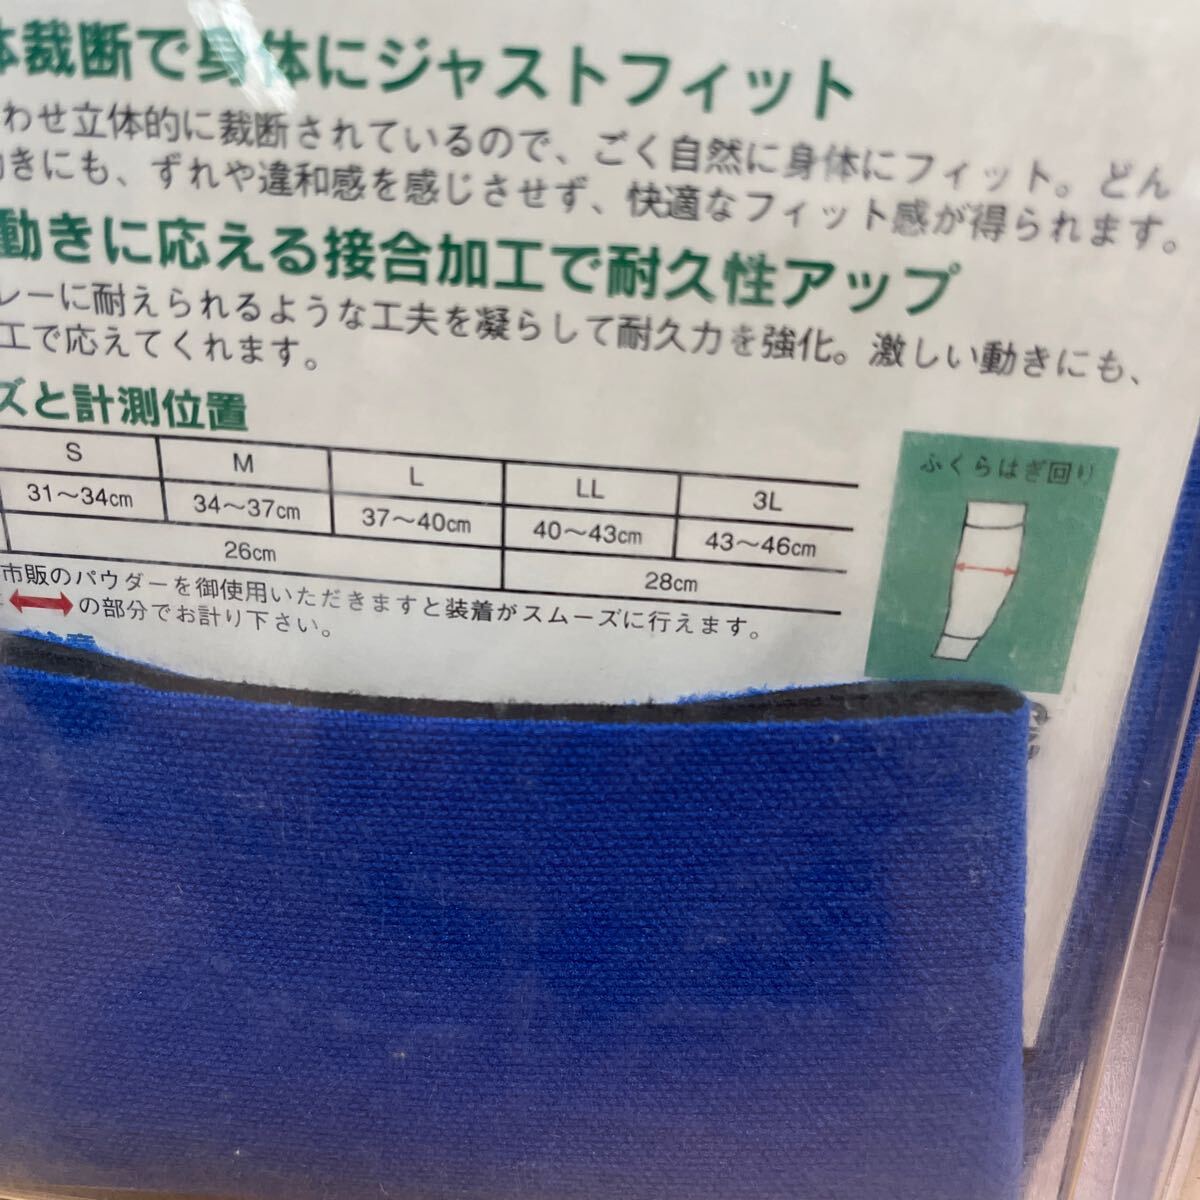 体裁断で身体にジャストフィット
わせ立体的に裁断されているので、ごく自然に身体にフィット。どん
動きにも、ずれや違和感を感じさせず、快適なフィット感が得られます。
動きに応える接合加工で耐久性アップ
レーに耐えられるような工夫を凝らして耐久力を強化。激しい動きにも、
工で応えてくれます。
ズと計測位置
S M L LL 3L
31〜34cm 34〜37cm 37〜40cm 40〜43cm 43〜46cm
26cm 28cm
市販のパウダーを御使用いただきますと装着がスムーズに行えます。
の部分でお計り下さい。
ふくらはぎ回り